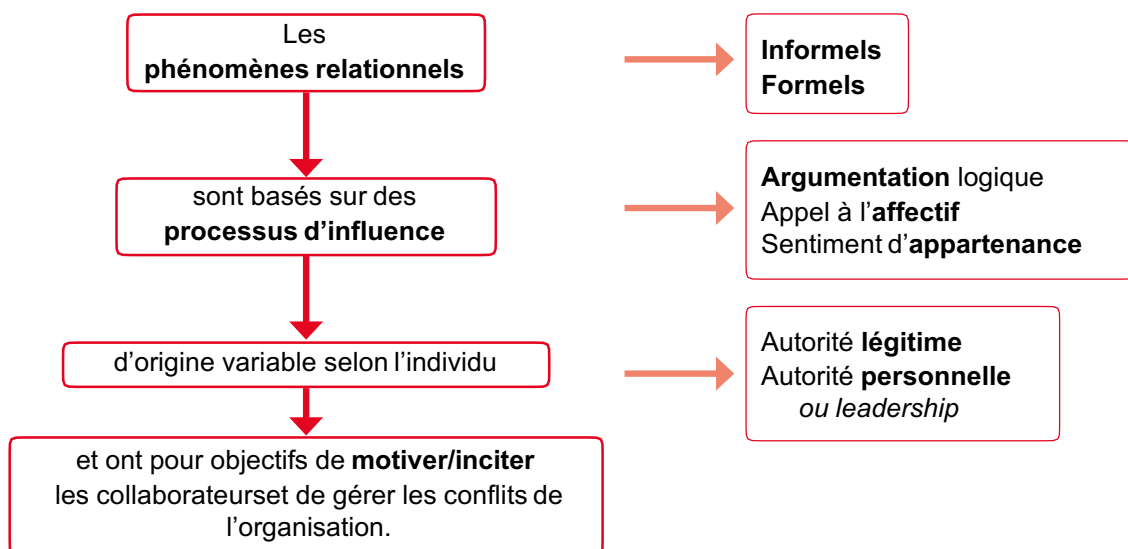 Les
phénomènes relationnels
Informels
Formels
sont basés sur des
processus d’influence
Argumentation logique
Appel à l’affectif
Sentiment d’appartenance
d’origine variable selon l’individu
Autorité légitime
Autorité personnelle
ou leadership
et ont pour objectifs de motiver/inciter
les collaborateurset de gérer les conflits de
l’organisation.